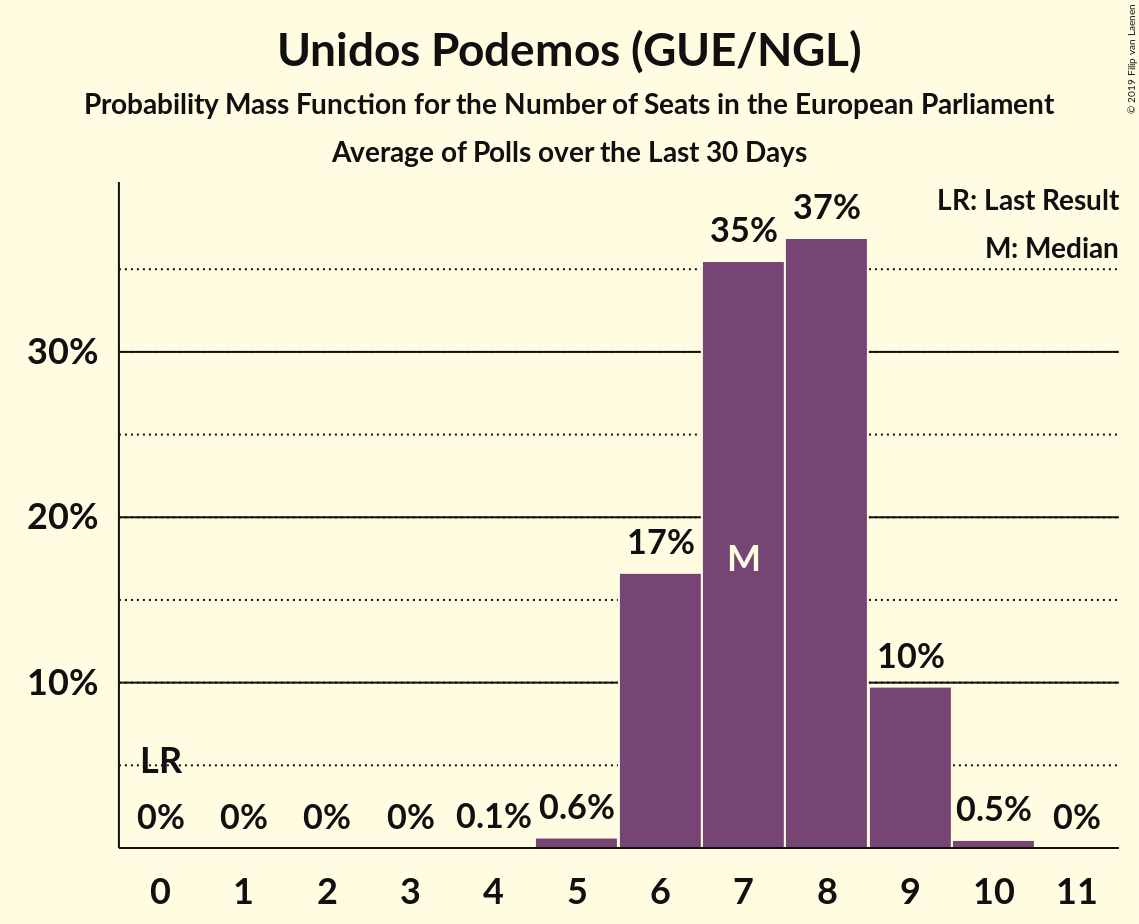 Unidos Podemos (GUE/NGL)
Probability Mass Function for the Number of Seats in the European Parliament
Average of Polls over the Last 30 Days
© 2019 Filip van Laenen
LR: Last Result
M: Median
37%
35%
30%
20%
17%
M
10%
10%
LR
0% 0% 0% 0% 0.1% 0.6% 0.5% 0%
0 1 2 3 4 5 6 7 8 9 10 11